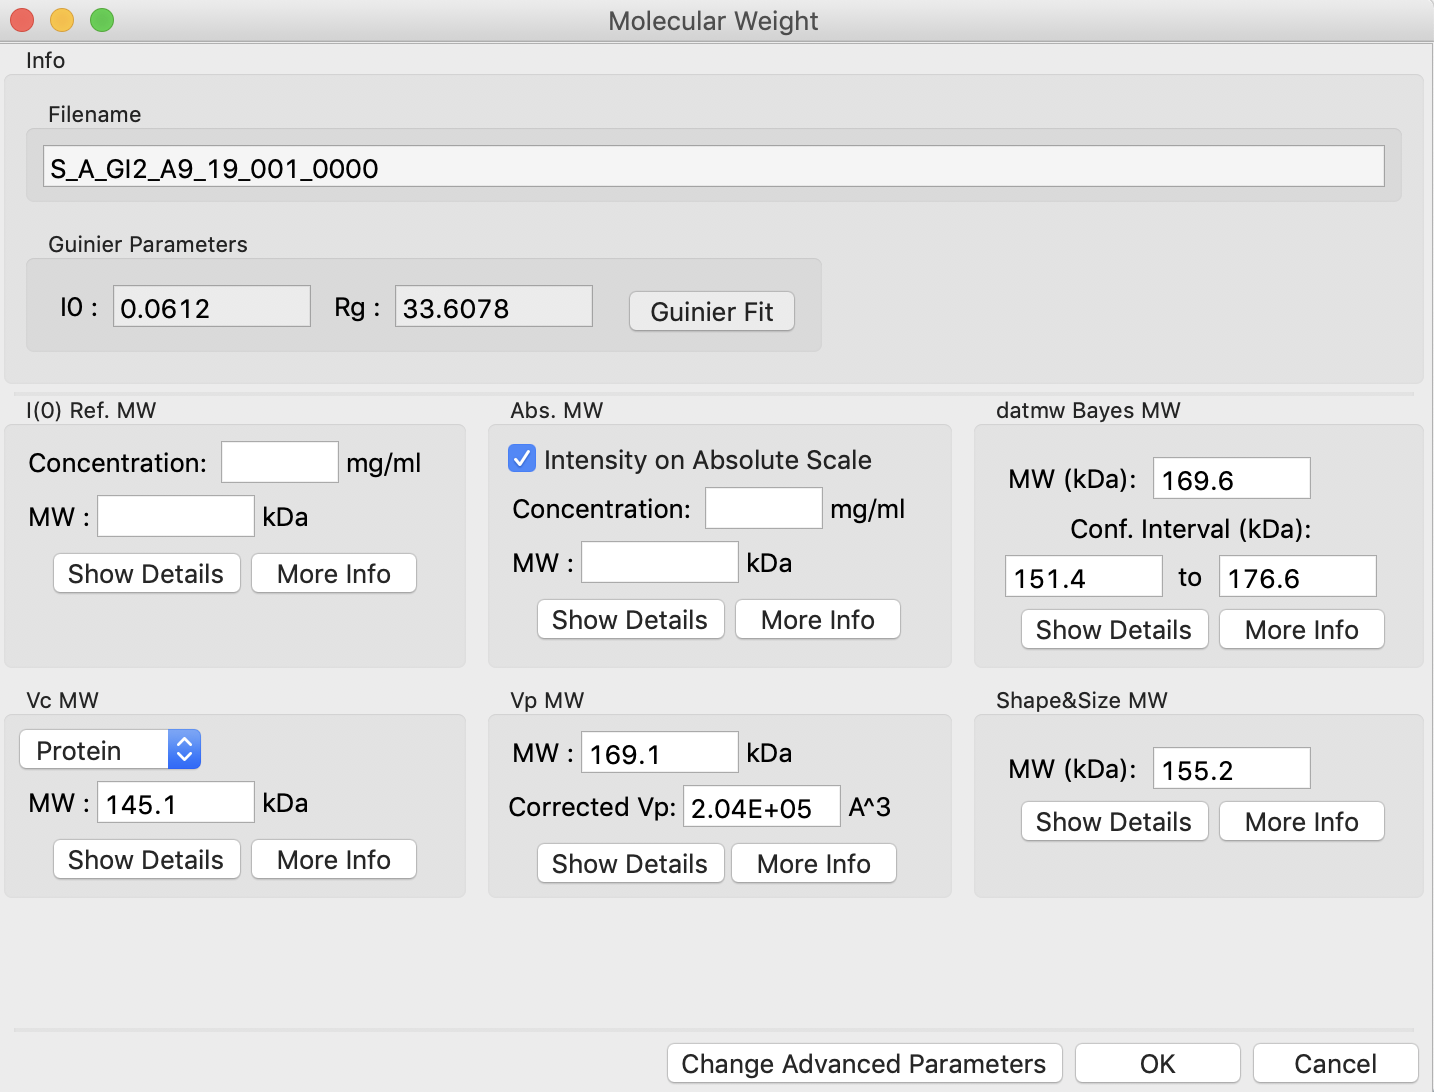 Molecular Weight
Info
Filename
S_A_GI2_A9_19_001_0000
Guinier Parameters
I0 : 0.0612 Rg : 33.6078 Guinier Fit
I(0) Ref. MW
Concentration: mg/ml
MW : kDa
Show Details More Info
Abs. MW
Intensity on Absolute Scale
Concentration: mg/ml
MW : kDa
Show Details More Info
datmw Bayes MW
MW (kDa): 169.6
Conf. Interval (kDa):
151.4 to 176.6
Show Details More Info
Vc MW
Protein
MW : 145.1 kDa
Show Details More Info
Vp MW
MW : 169.1 kDa
Corrected Vp: 2.04E+05 A^3
Show Details More Info
Shape&Size MW
MW (kDa): 155.2
Show Details More Info
Change Advanced Parameters OK Cancel